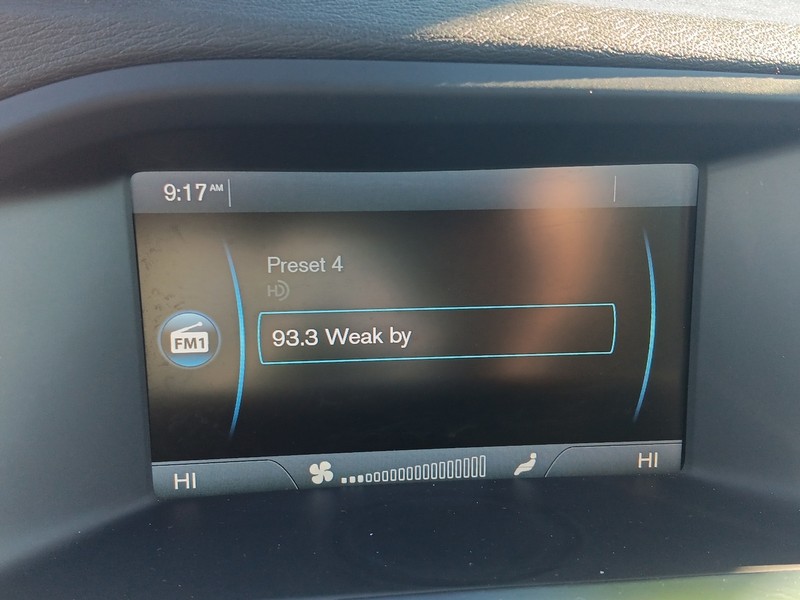 9:17 AM
Preset 4
HD
93.3 Weak by
FM1
HI
HI